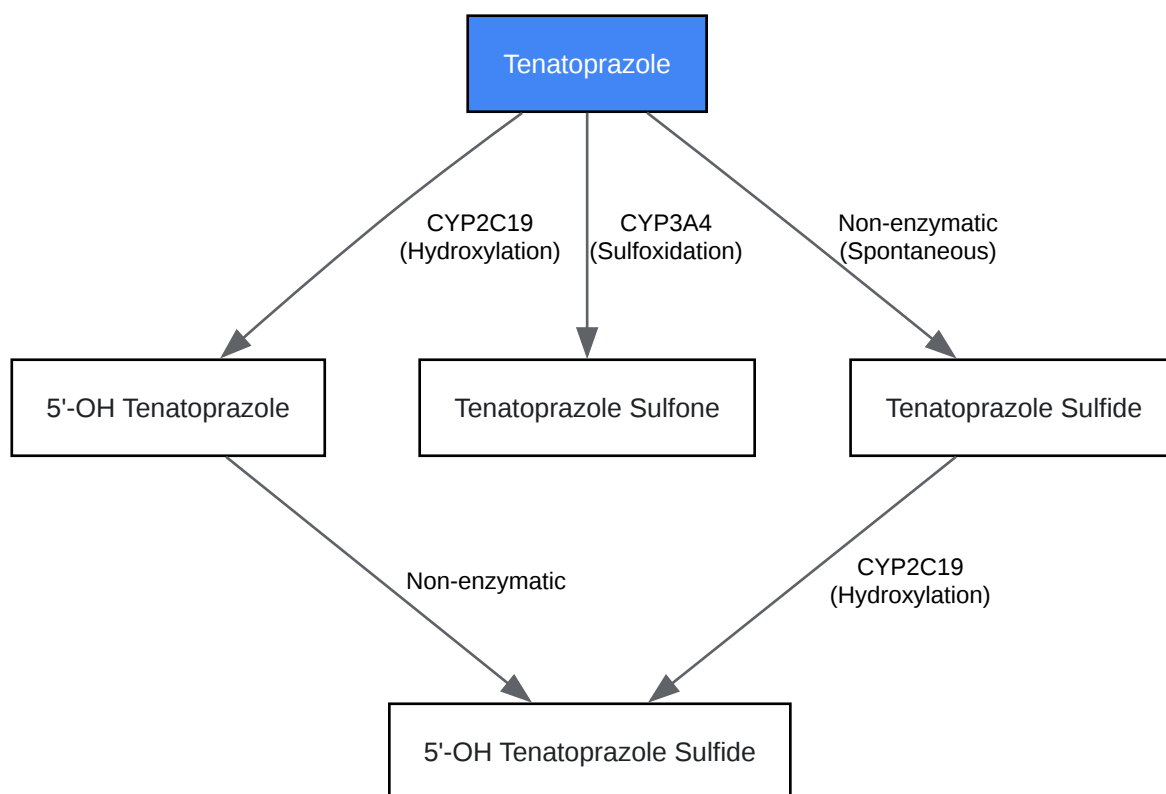 Tenatoprazole
CYP2C19
(Hydroxylation)
CYP3A4
(Sulfoxidation)
Non-enzymatic
(Spontaneous)
5'-OH Tenatoprazole
Tenatoprazole Sulfone
Tenatoprazole Sulfide
Non-enzymatic
CYP2C19
(Hydroxylation)
5'-OH Tenatoprazole Sulfide